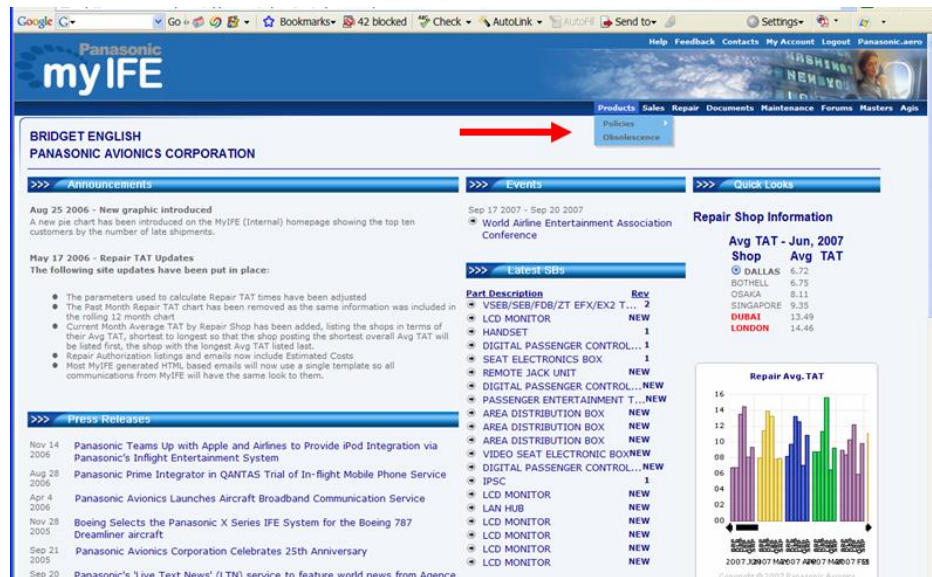 Google G
Go
Bookmarks
42 blocked
Check
AutoLink
AutoFill
Send to
Settings
Help Feedback Contacts My Account Logout Panasonic.aero
Panasonic
myIFE
Products Sales Repair Documents Maintenance Forums Masters Agis
Policies
Obsolescence
BRIDGET ENGLISH
PANASONIC AVIONICS CORPORATION
>>> Announcements
Aug 25 2006 - New graphic introduced
A new pie chart has been introduced on the MyIFE (Internal) homepage showing the top ten
customers by the number of late shipments.
May 17 2006 - Repair TAT Updates
The following site updates have been put in place:
The parameters used to calculate Repair TAT times have been adjusted
The Past Month Repair TAT chart has been removed as the same information was included in
the rolling 12 month chart
Current Month Average TAT by Repair Shop has been added, listing the shops in terms of
their Avg TAT, shortest to longest so that the shop posting the shortest overall Avg TAT will
be listed first, the shop with the longest Avg TAT listed last.
Repair Authorization listings and emails now include Estimated Costs
Most MyIFE generated HTML based emails will now use a single template so all
communications from MyIFE will have the same look to them.
>>> Press Releases
Nov 14 2006 Panasonic Teams Up with Apple and Airlines to Provide iPod Integration via
Panasonic's Inflight Entertainment System
Aug 28 2006 Panasonic Prime Integrator in QANTAS Trial of In-flight Mobile Phone Service
Apr 4 2006 Panasonic Avionics Launches Aircraft Broadband Communication Service
Nov 28 2005 Boeing Selects the Panasonic X Series IFE System for the Boeing 787
Dreamliner aircraft
Sep 21 2005 Panasonic Avionics Corporation Celebrates 25th Anniversary
Sep 20 Panasonic's 'Live Text News' (LTN) service to feature world news from Agence
>>> Events
Sep 17 2007 - Sep 20 2007
World Airline Entertainment Association
Conference
>>> Latest SBs
Part Description Rev
VSEB/SEB/FDB/ZT EFX/EX2 T... 2
LCD MONITOR NEW
HANDSET 1
DIGITAL PASSENGER CONTROL... 1
SEAT ELECTRONICS BOX 1
REMOTE JACK UNIT NEW
DIGITAL PASSENGER CONTROL...NEW
PASSENGER ENTERTAINMENT T...NEW
AREA DISTRIBUTION BOX NEW
AREA DISTRIBUTION BOX NEW
AREA DISTRIBUTION BOX NEW
VIDEO SEAT ELECTRONIC BOXNEW
DIGITAL PASSENGER CONTROL...NEW
IPSC 1
LCD MONITOR NEW
LAN HUB NEW
LCD MONITOR NEW
LCD MONITOR NEW
LCD MONITOR NEW
LCD MONITOR NEW
>>> Quick Looks
Repair Shop Information
Avg TAT - Jun, 2007
Shop Avg TAT
DALLAS 6.72
BOTHELL 6.75
OSAKA 8.11
SINGAPORE 9.35
DUBAI 13.49
LONDON 14.46
Repair Avg. TAT
16
14
12
10
08
06
04
02
00
Copyright © 2007 Panasonic Avionics